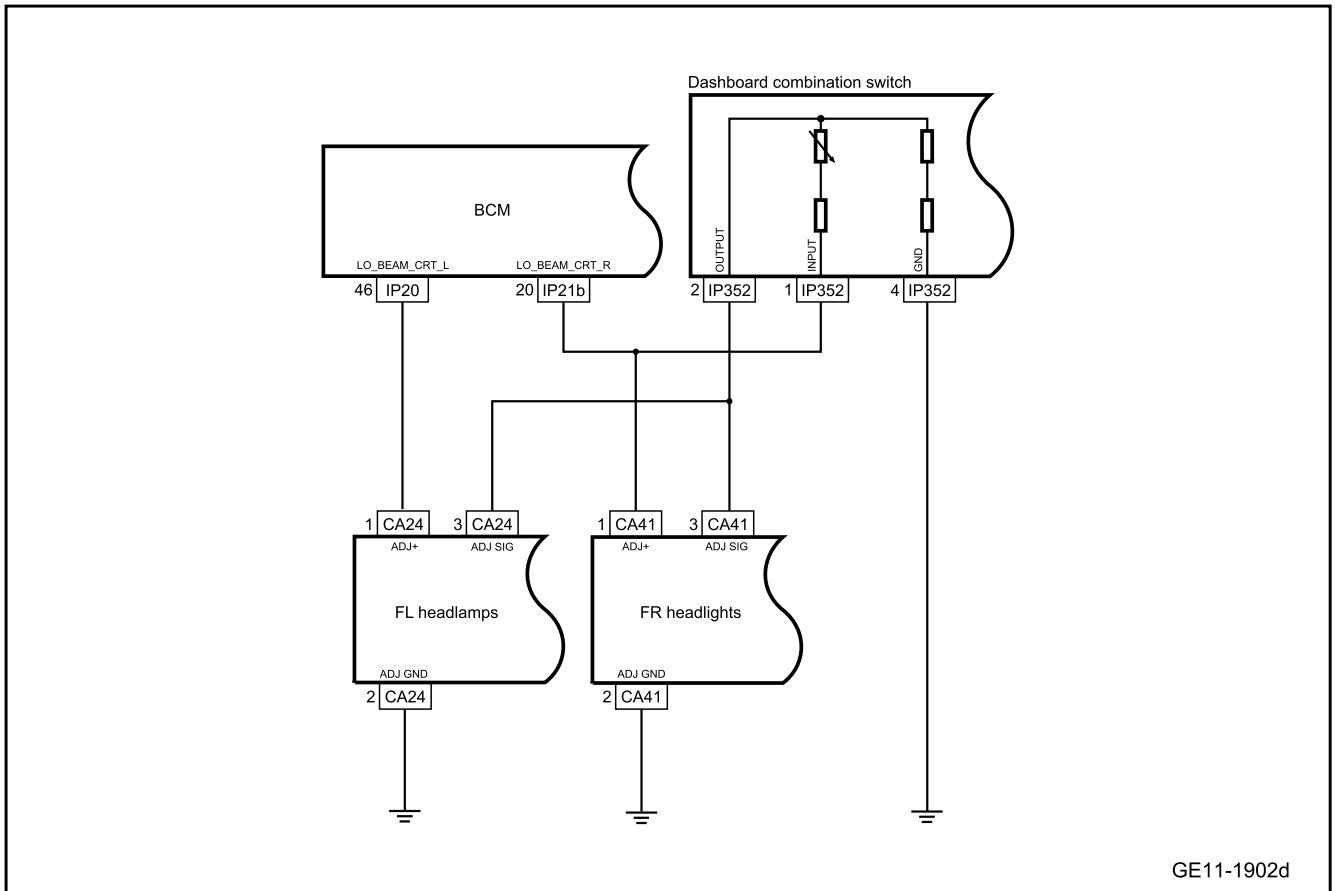 Dashboard combination switch
BCM
LO_BEAM_CRT_L
LO_BEAM_CRT_R
OUTPUT
INPUT
GND
46 IP20
20 IP21b
2 IP352
1 IP352
4 IP352
1 CA24
3 CA24
1 CA41
3 CA41
ADJ+
ADJ SIG
ADJ+
ADJ SIG
FL headlamps
FR headlights
ADJ GND
ADJ GND
2 CA24
2 CA41
GE11-1902d